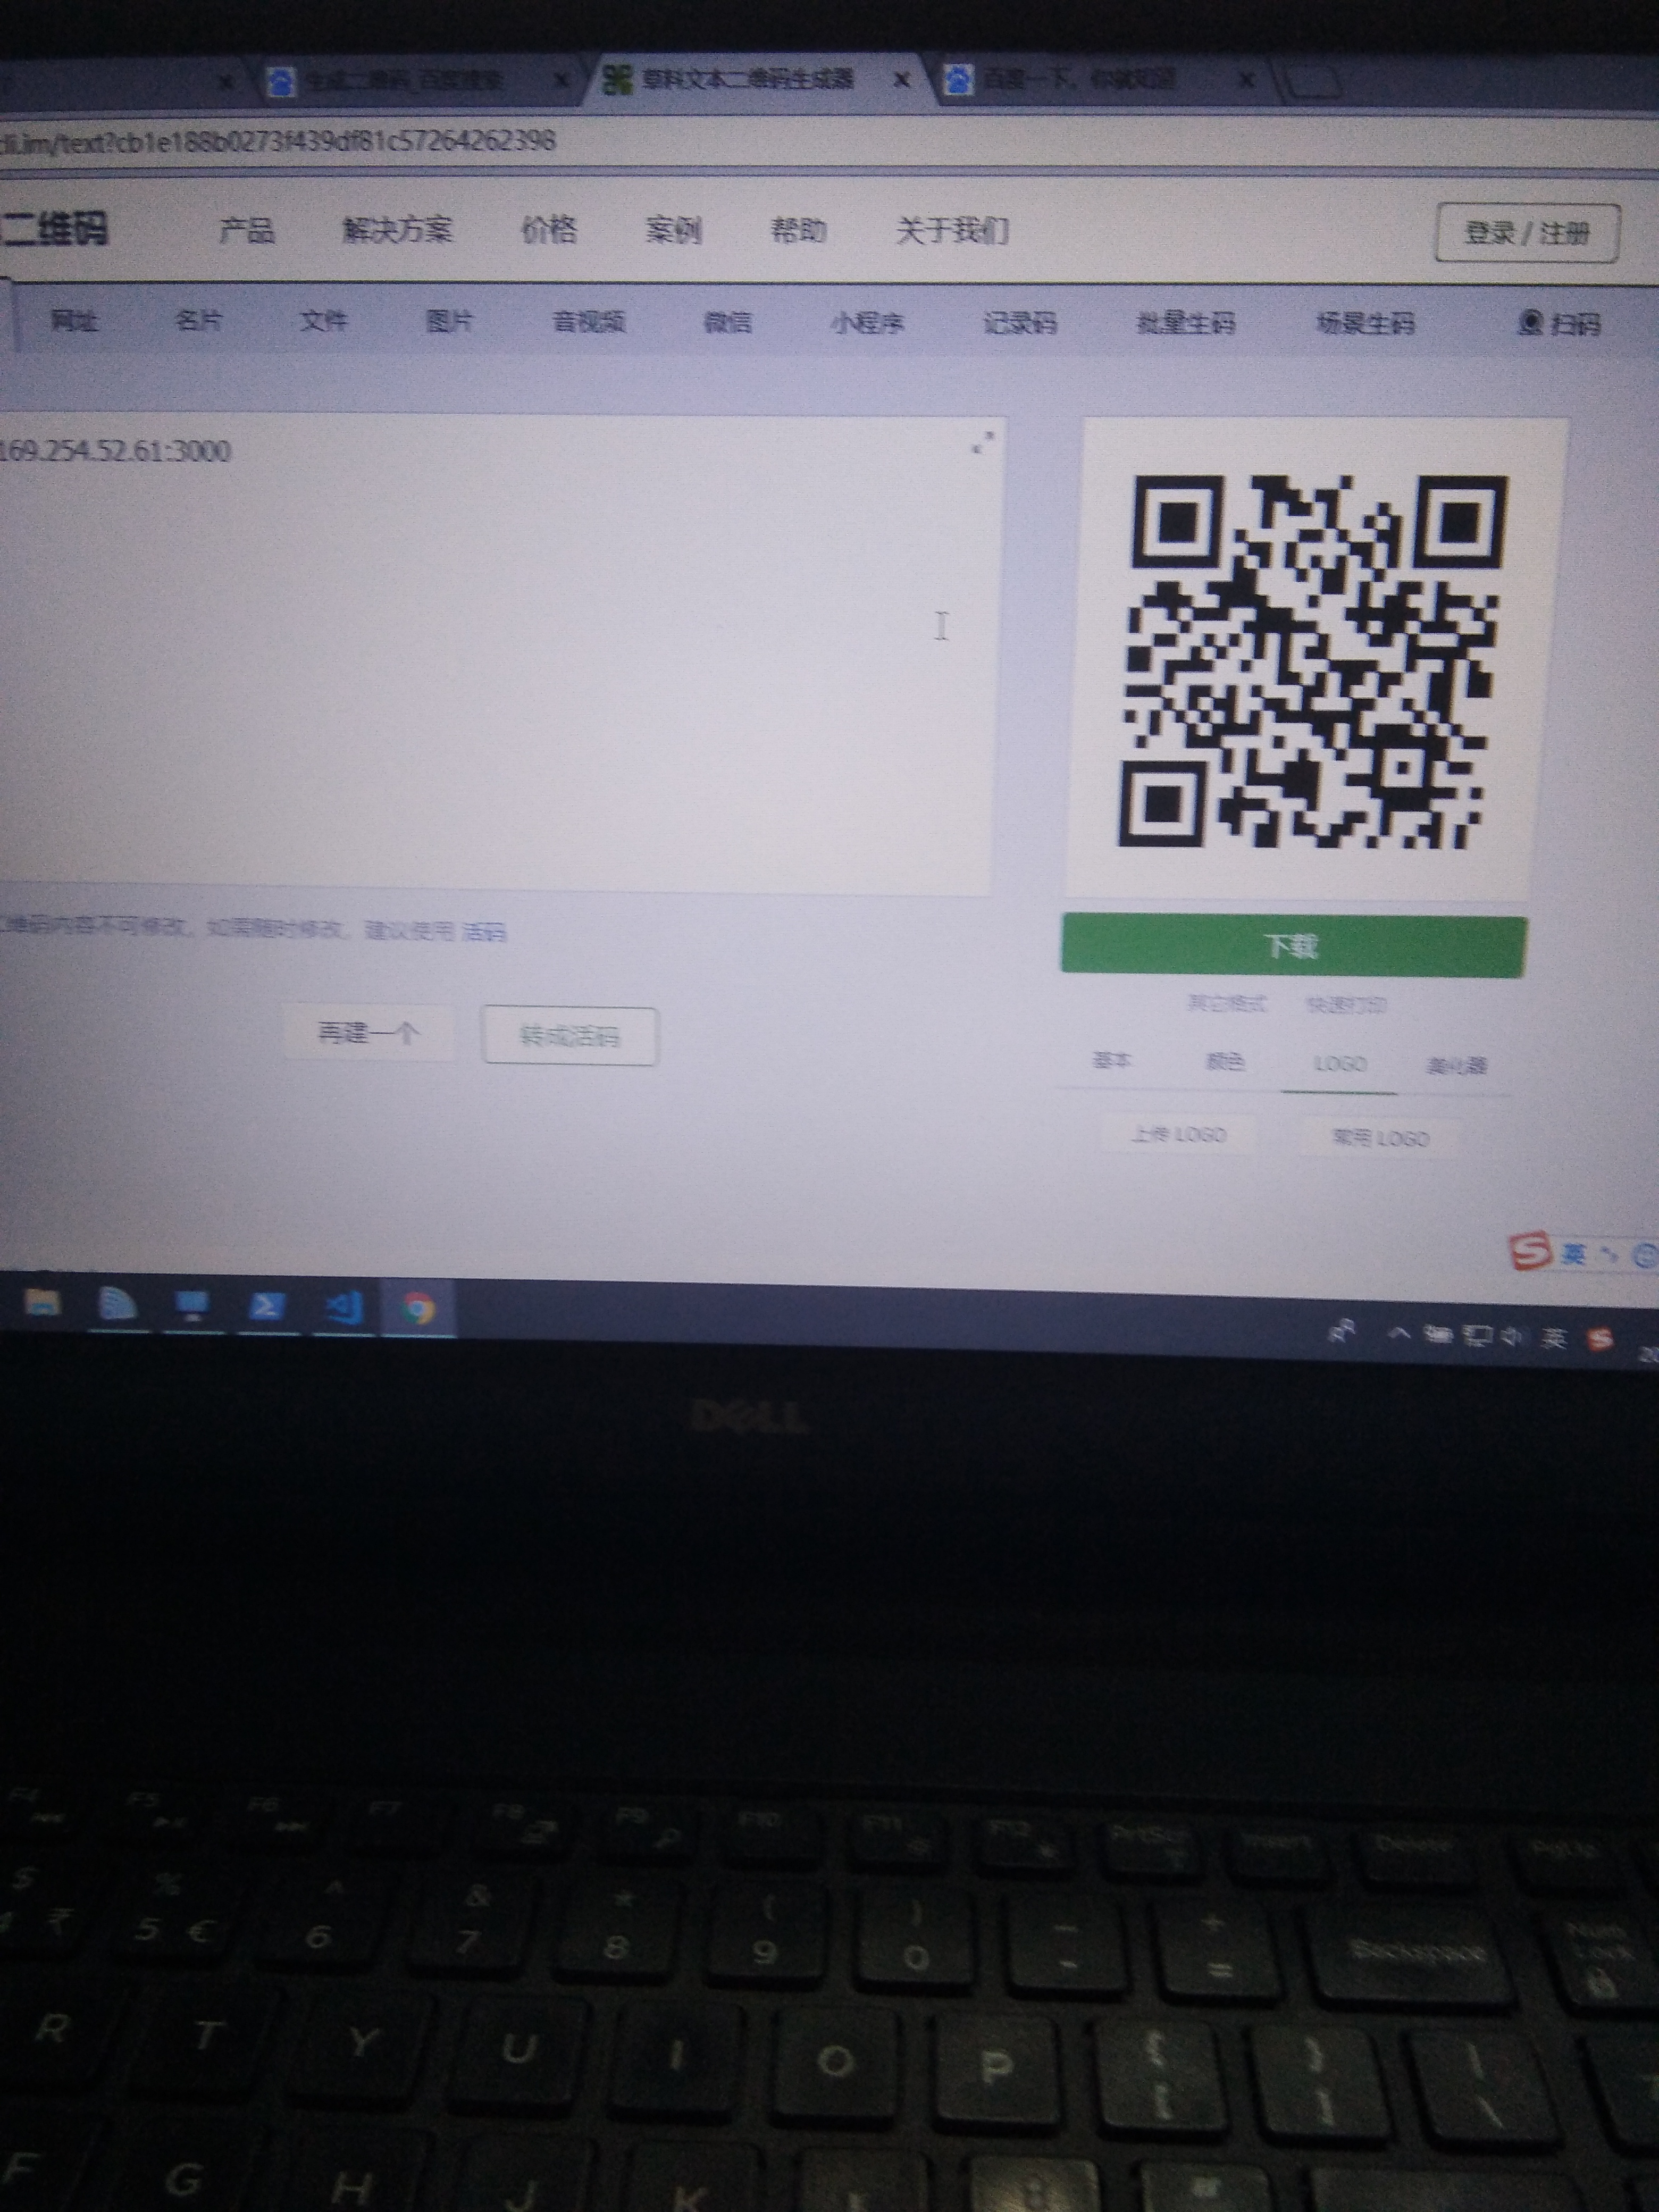 生成二维码_百度搜索
草料文本二维码生成器
百度一下，你就知道
cli.im/text?cb1e188b0273f439df81c57264262398
二维码
产品 解决方案 价格 案例 帮助 关于我们
登录 / 注册
网址 名片 文件 图片 音视频 微信 小程序 记录码 批量生码 场景生码 扫码
169.254.52.61:3000
维码内容不可修改，如需随时修改，建议使用 活码
下载
其它格式 快速打印
再建一个 转成活码
基本 颜色 LOGO 美化器
上传 LOGO 常用 LOGO
英
英
DELL
F4 F5 F6 F7 F8 F9 F10 F11 F12 PrtScr Insert Delete PgUp
$ % ^ & * ( ) _ +
4 ₹ 5 € 6 7 8 9 0 - = Backspace Num Lock
R T Y U I O P { [ } ] | \
F G H J K